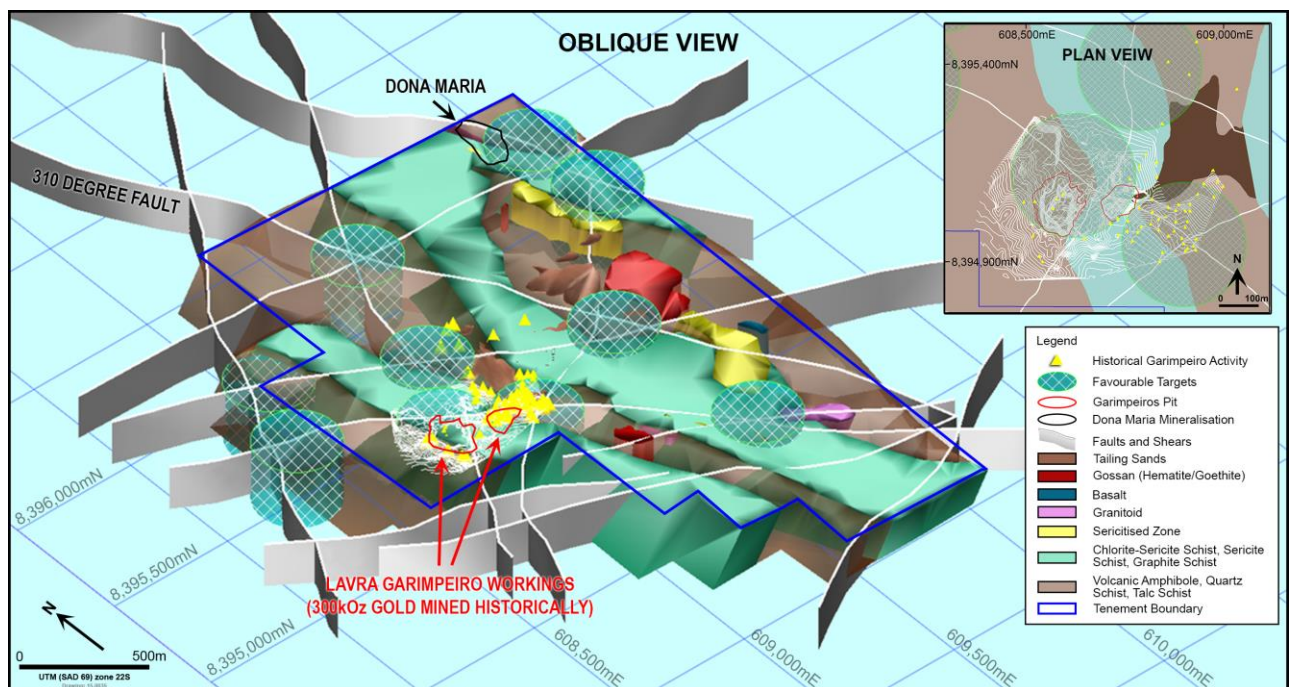 OBLIQUE VIEW
DONA MARIA
310 DEGREE FAULT
608,500mE
609,000mE
PLAN VEIW
8,395,400mN
8,394,900mN
N
0 100m
Legend
Historical Garimpeiro Activity
Favourable Targets
Garimpeiros Pit
Dona Maria Mineralisation
Faults and Shears
Tailing Sands
Gossan (Hematite/Goethite)
Basalt
Granitoid
Sericitised Zone
Chlorite-Sericite Schist, Sericite
Schist, Graphite Schist
Volcanic Amphibole, Quartz
Schist, Talc Schist
Tenement Boundary
8,396,000mN
8,395,500mN
8,395,000mN
LAVRA GARIMPEIRO WORKINGS
(300kOz GOLD MINED HISTORICALLY)
608,500mE
609,000mE
609,500mE
610,000mE
N
0 500m
UTM (SAD 69) zone 22S